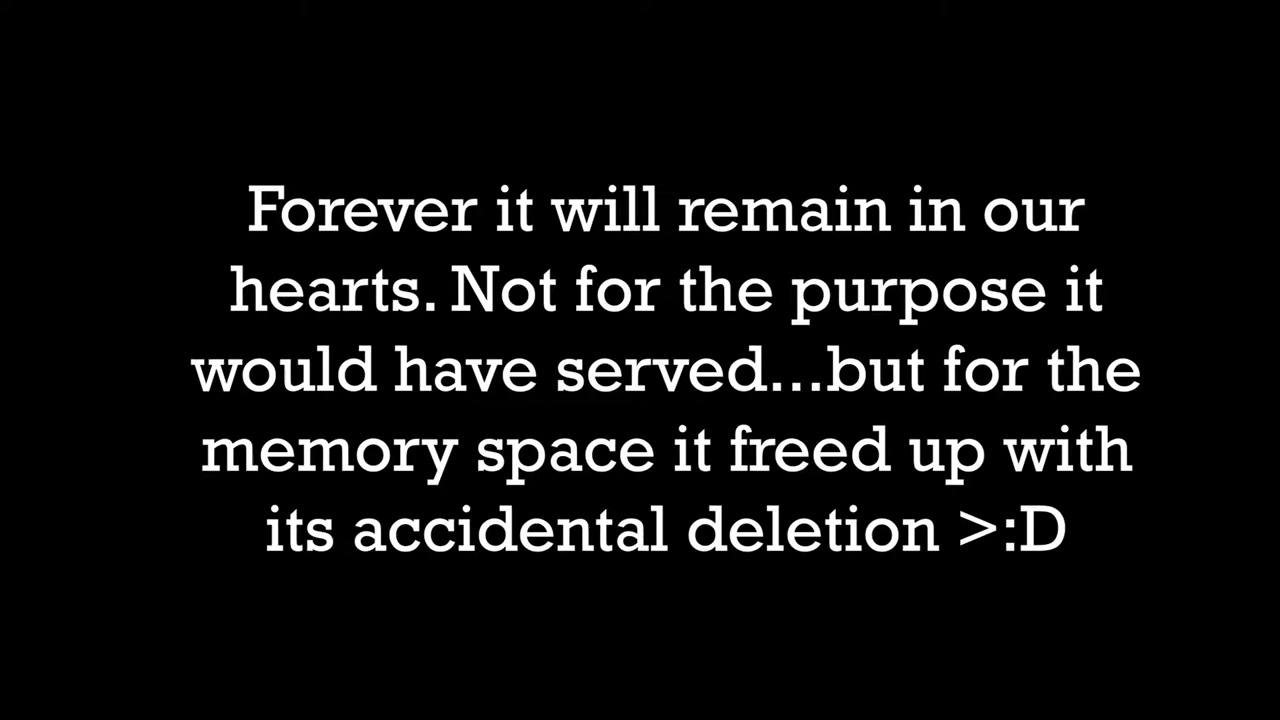 Forever it will remain in our
hearts. Not for the purpose it
would have served...but for the
memory space it freed up with
its accidental deletion >:D